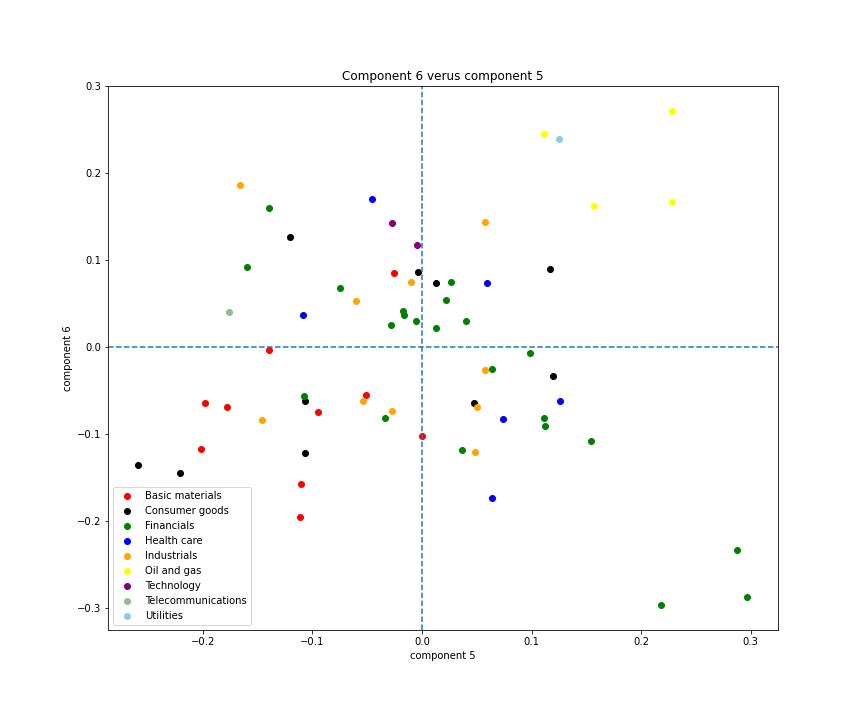 Component 6 verus component 5
0.3
0.2
0.1
0.0
−0.1
−0.2
−0.3
component 6
Basic materials
Consumer goods
Financials
Health care
Industrials
Oil and gas
Technology
Telecommunications
Utilities
−0.2 −0.1 0.0 0.1 0.2 0.3
component 5